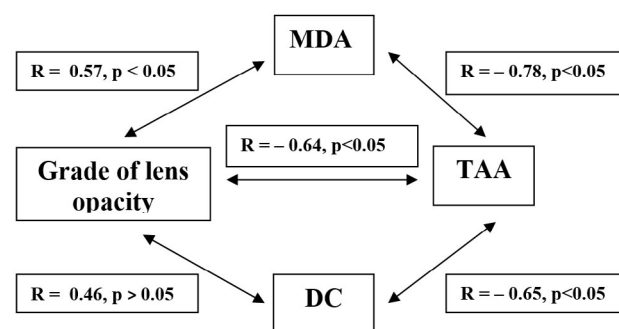 MDA
R = 0.57, p < 0.05
R = – 0.78, p<0.05
R = – 0.64, p<0.05
Grade of lens
opacity
TAA
R = 0.46, p > 0.05
DC
R = – 0.65, p<0.05